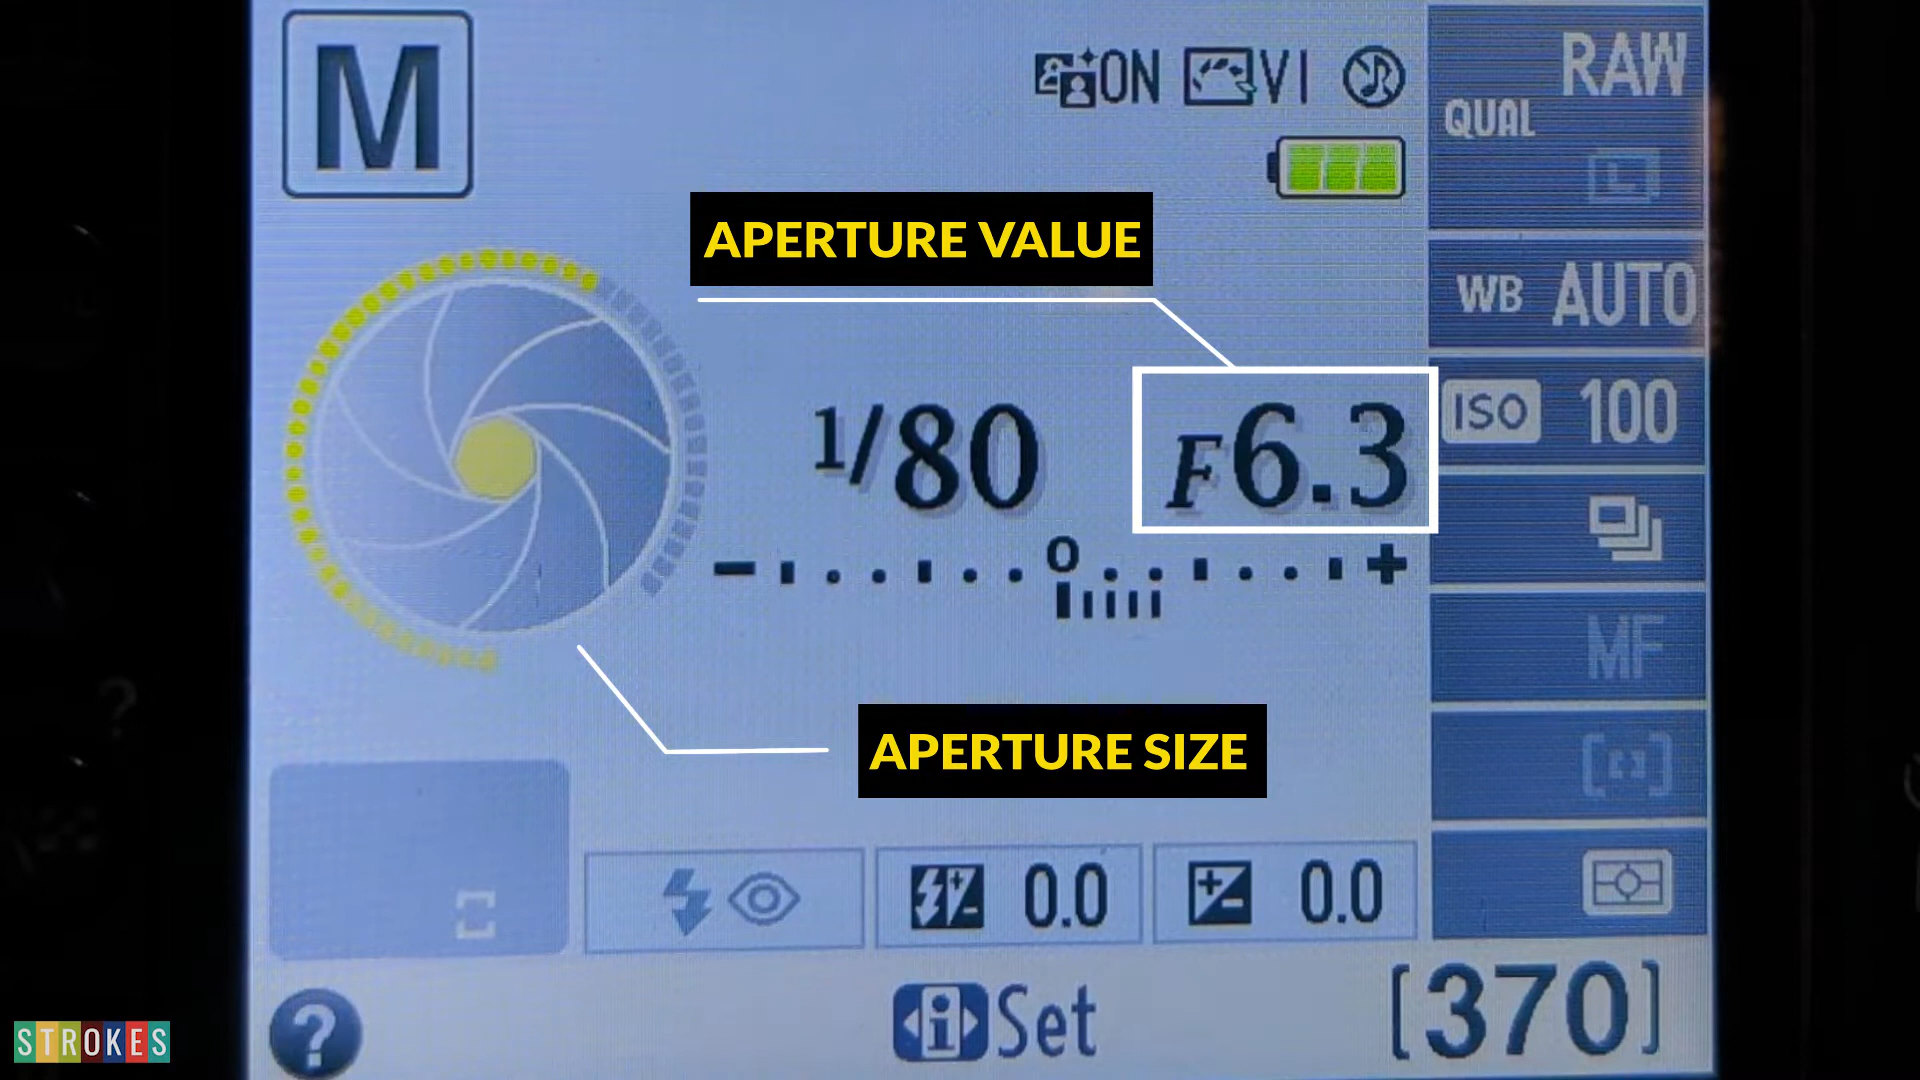 M
ON VI
RAW
QUAL
L
APERTURE VALUE
WB AUTO
1/80 F6.3
ISO 100
- 0 +
MF
APERTURE SIZE
0.0 0.0
? i Set [370]
STROKES